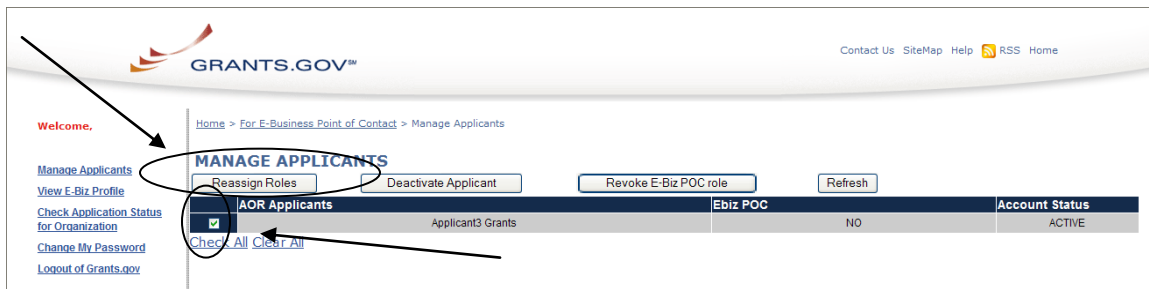 Contact Us SiteMap Help RSS Home
GRANTS.GOV℠
Welcome,
Home > For E-Business Point of Contact > Manage Applicants
MANAGE APPLICANTS
Manage Applicants
View E-Biz Profile
Check Application Status
for Organization
Change My Password
Logout of Grants.gov
Reassign Roles Deactivate Applicant Revoke E-Biz POC role Refresh
AOR Applicants Ebiz POC Account Status
Applicant3 Grants NO ACTIVE
Check All Clear All